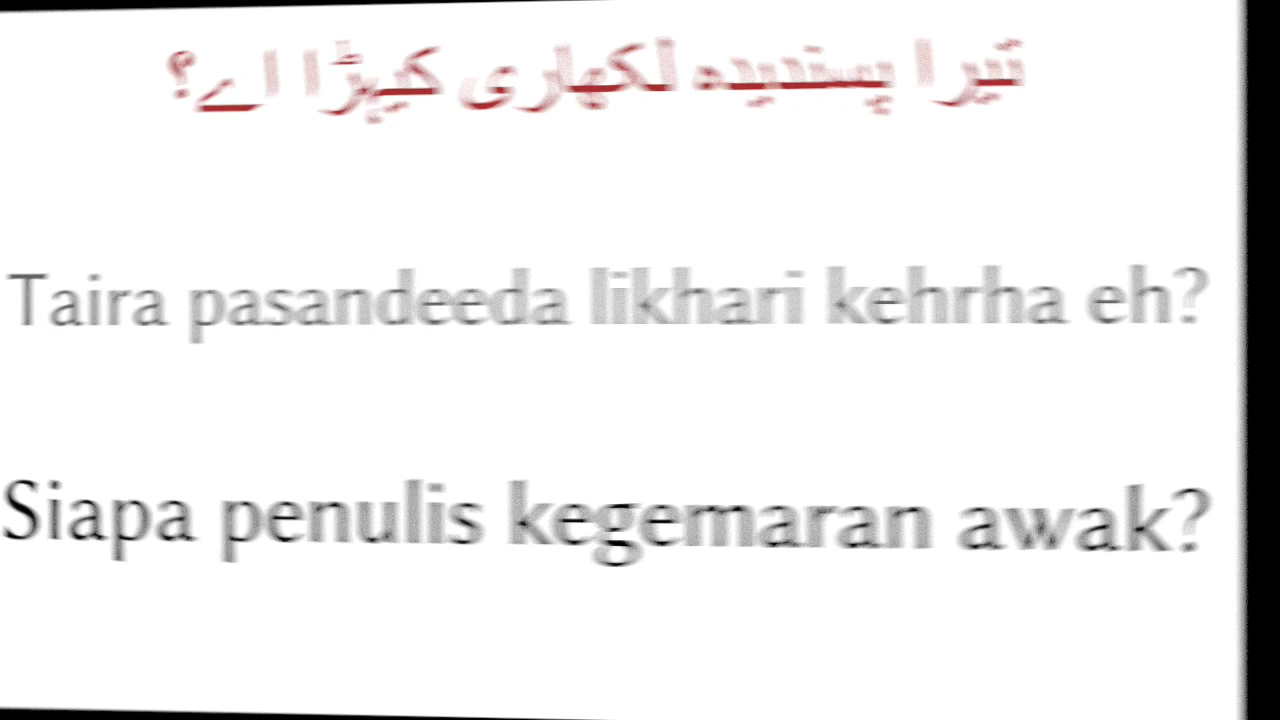 تیرا پسندیدہ لکھاری کیہڑا اے؟
Taira pasandeeda likhari kehrha eh?
Siapa penulis kegemaran awak?